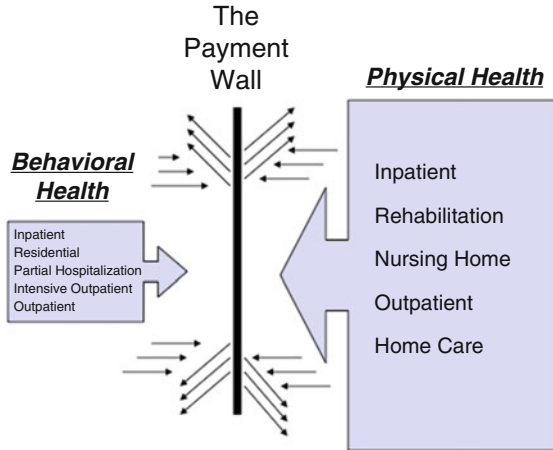 The
Payment
Wall
Physical Health
Behavioral
Health
Inpatient
Residential
Partial Hospitalization
Intensive Outpatient
Outpatient
Inpatient
Rehabilitation
Nursing Home
Outpatient
Home Care